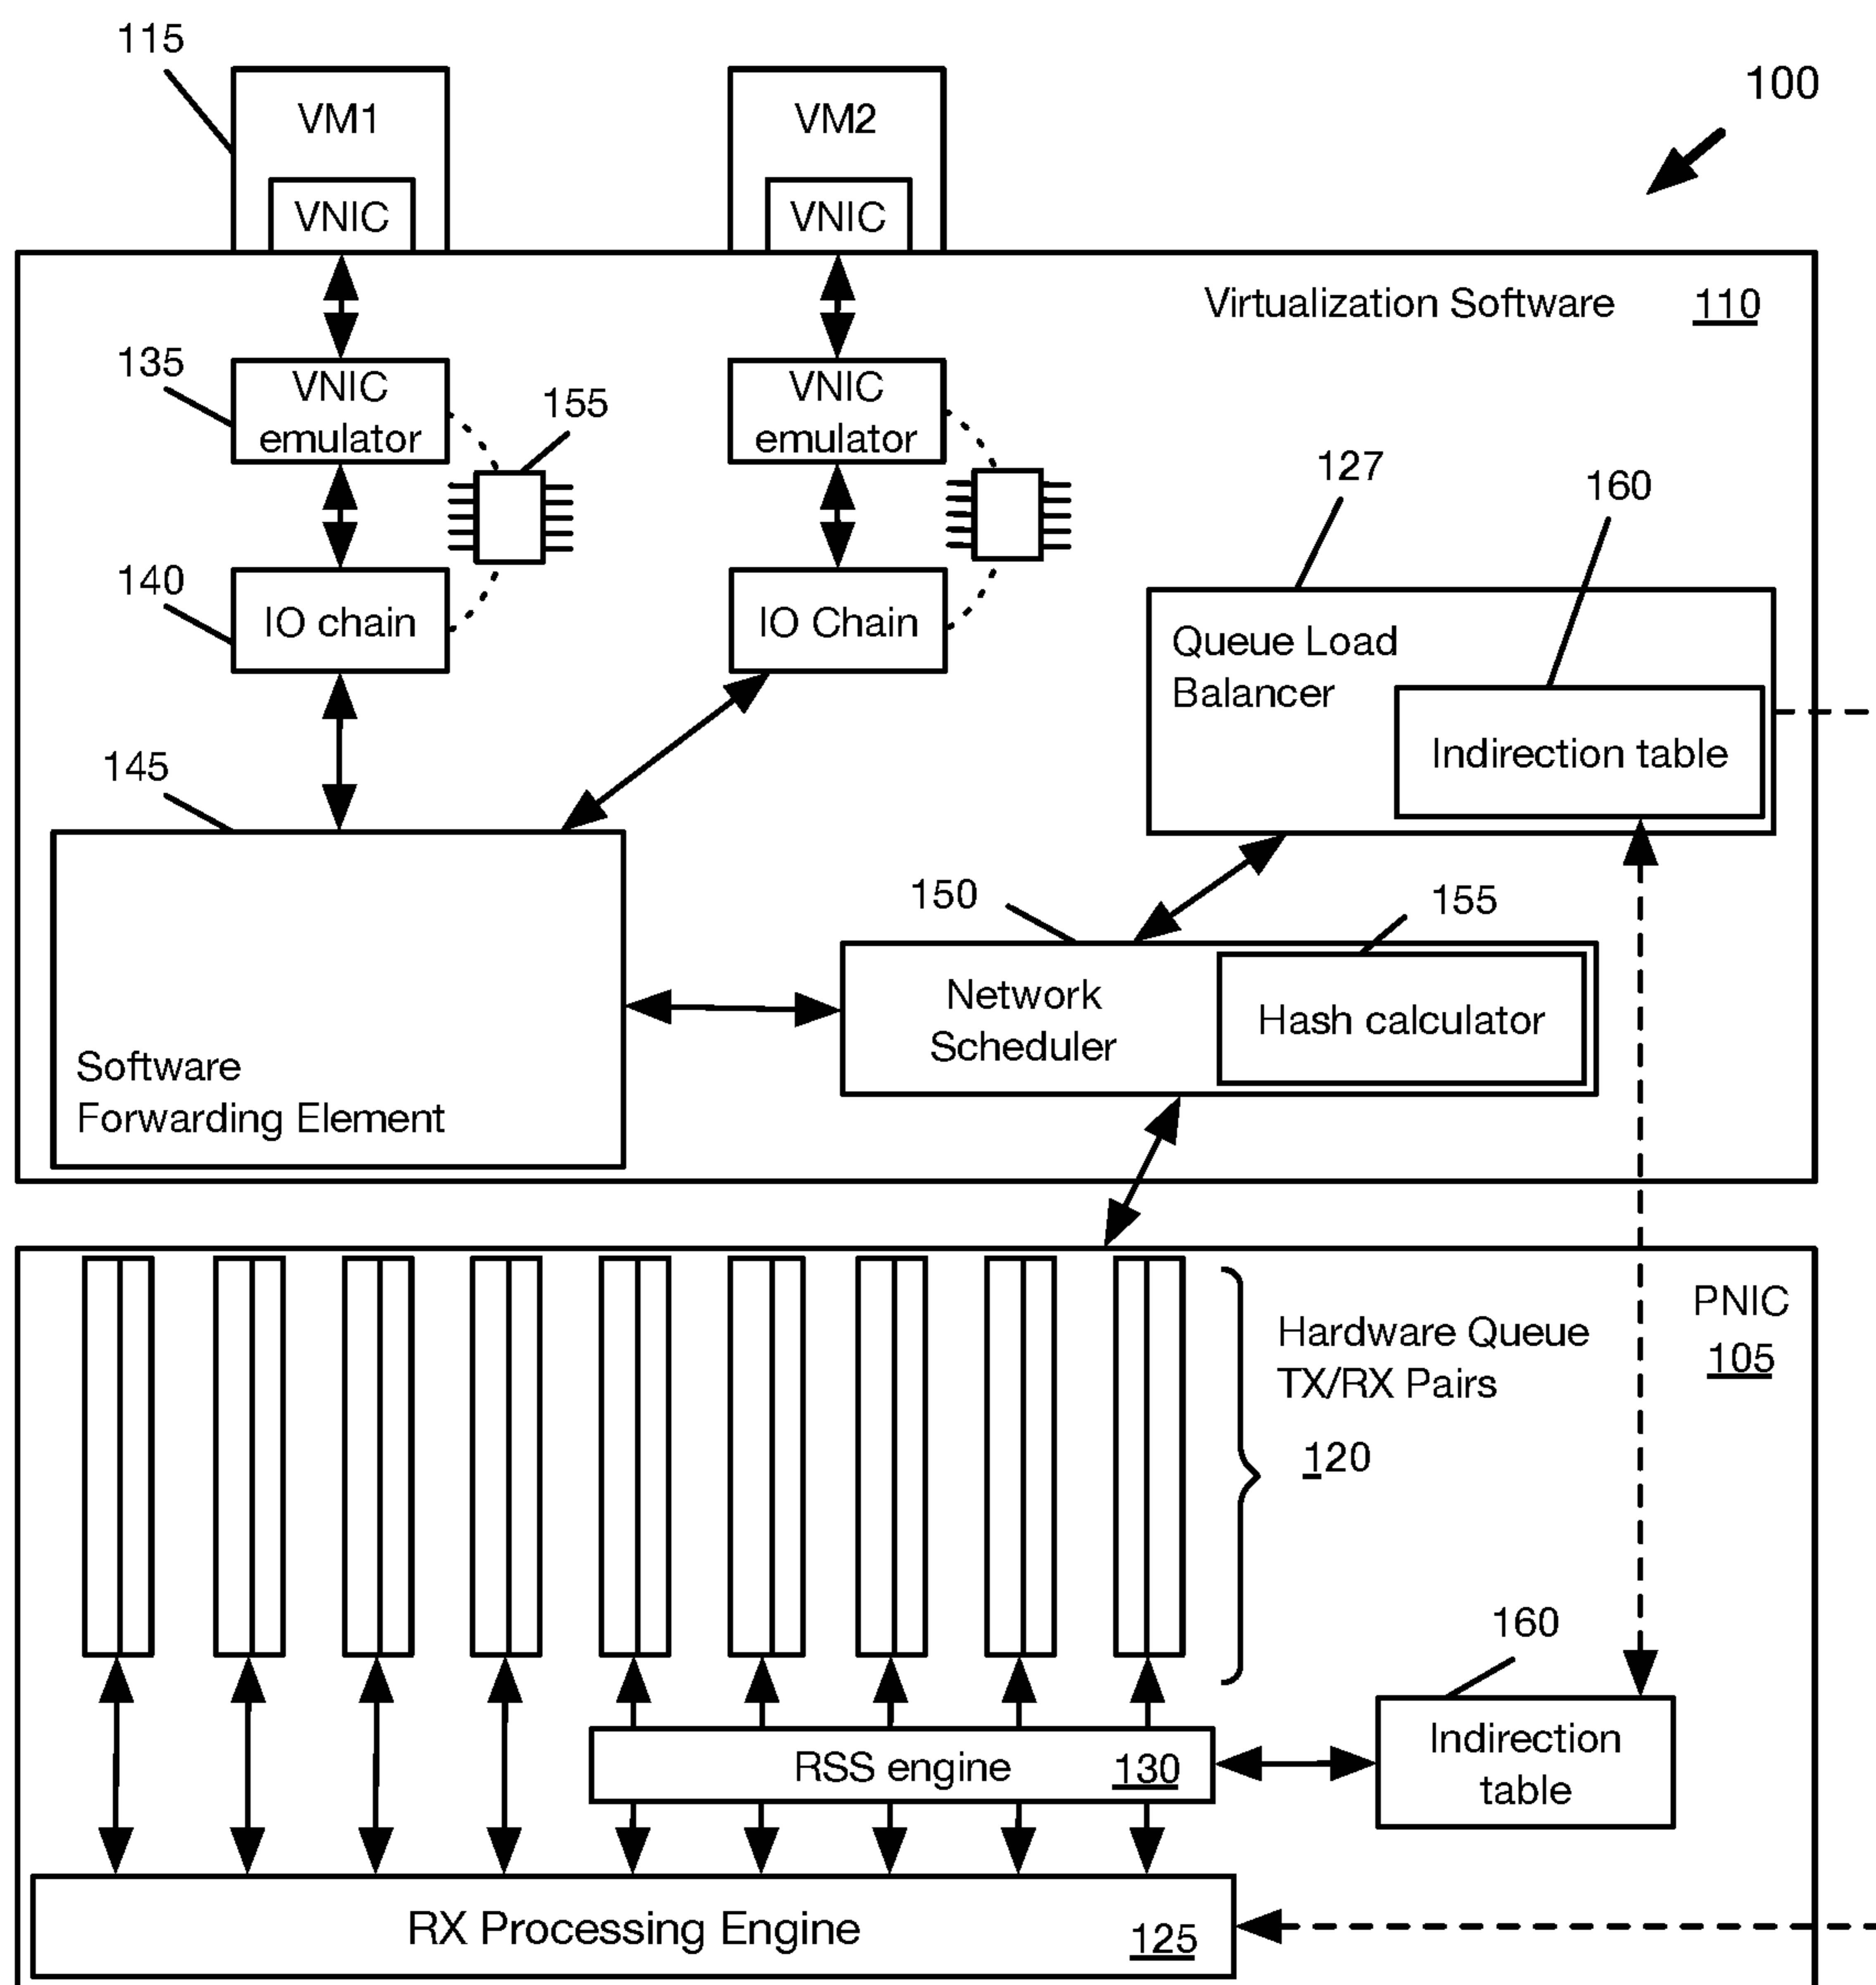 115
VM1
VM2
100
VNIC
VNIC
Virtualization Software 110
135
VNIC
emulator
155
VNIC
emulator
127
160
140
IO chain
IO Chain
Queue Load
Balancer
Indirection table
145
150
155
Network
Scheduler
Hash calculator
Software
Forwarding Element
PNIC
105
Hardware Queue
TX/RX Pairs
120
160
RSS engine 130
Indirection
table
RX Processing Engine 125